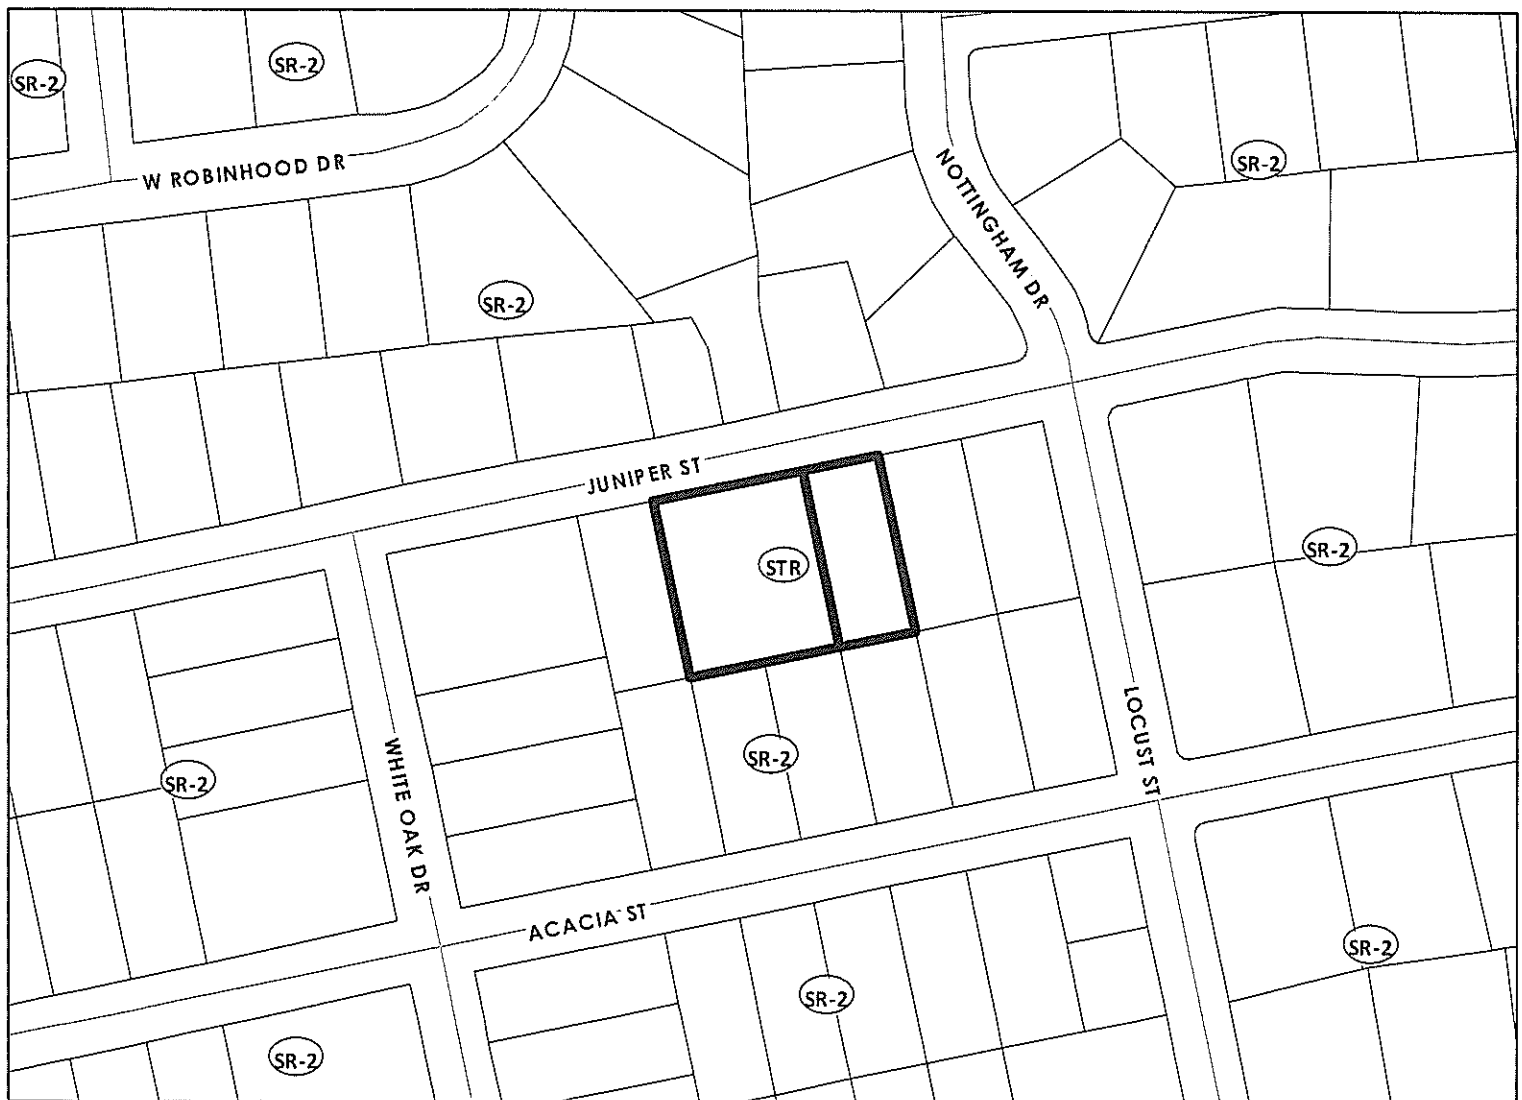 SR-2
SR-2
W ROBINHOOD DR
NOTTINGHAM DR
SR-2
SR-2
JUNIPER ST
STR
SR-2
LOCUST ST
SR-2
SR-2
WHITE OAK DR
ACACIA ST
SR-2
SR-2
SR-2